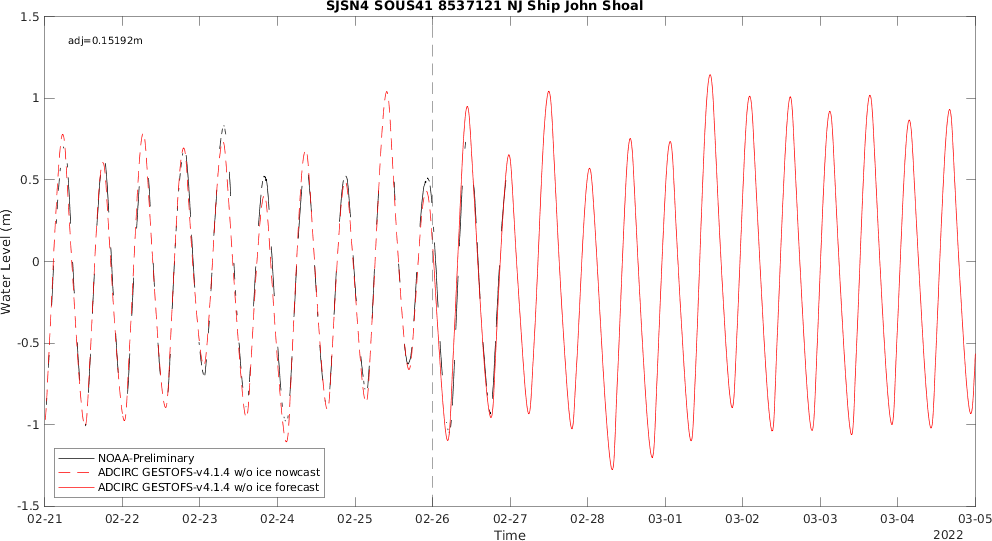 SJSN4 SOUS41 8537121 NJ Ship John Shoal
adj=0.15192m
Water Level (m)
1.5
1
0.5
0
-0.5
-1
-1.5
NOAA-Preliminary
ADCIRC GESTOFS-v4.1.4 w/o ice nowcast
ADCIRC GESTOFS-v4.1.4 w/o ice forecast
02-21 02-22 02-23 02-24 02-25 02-26 02-27 02-28 03-01 03-02 03-03 03-04 03-05
Time
2022